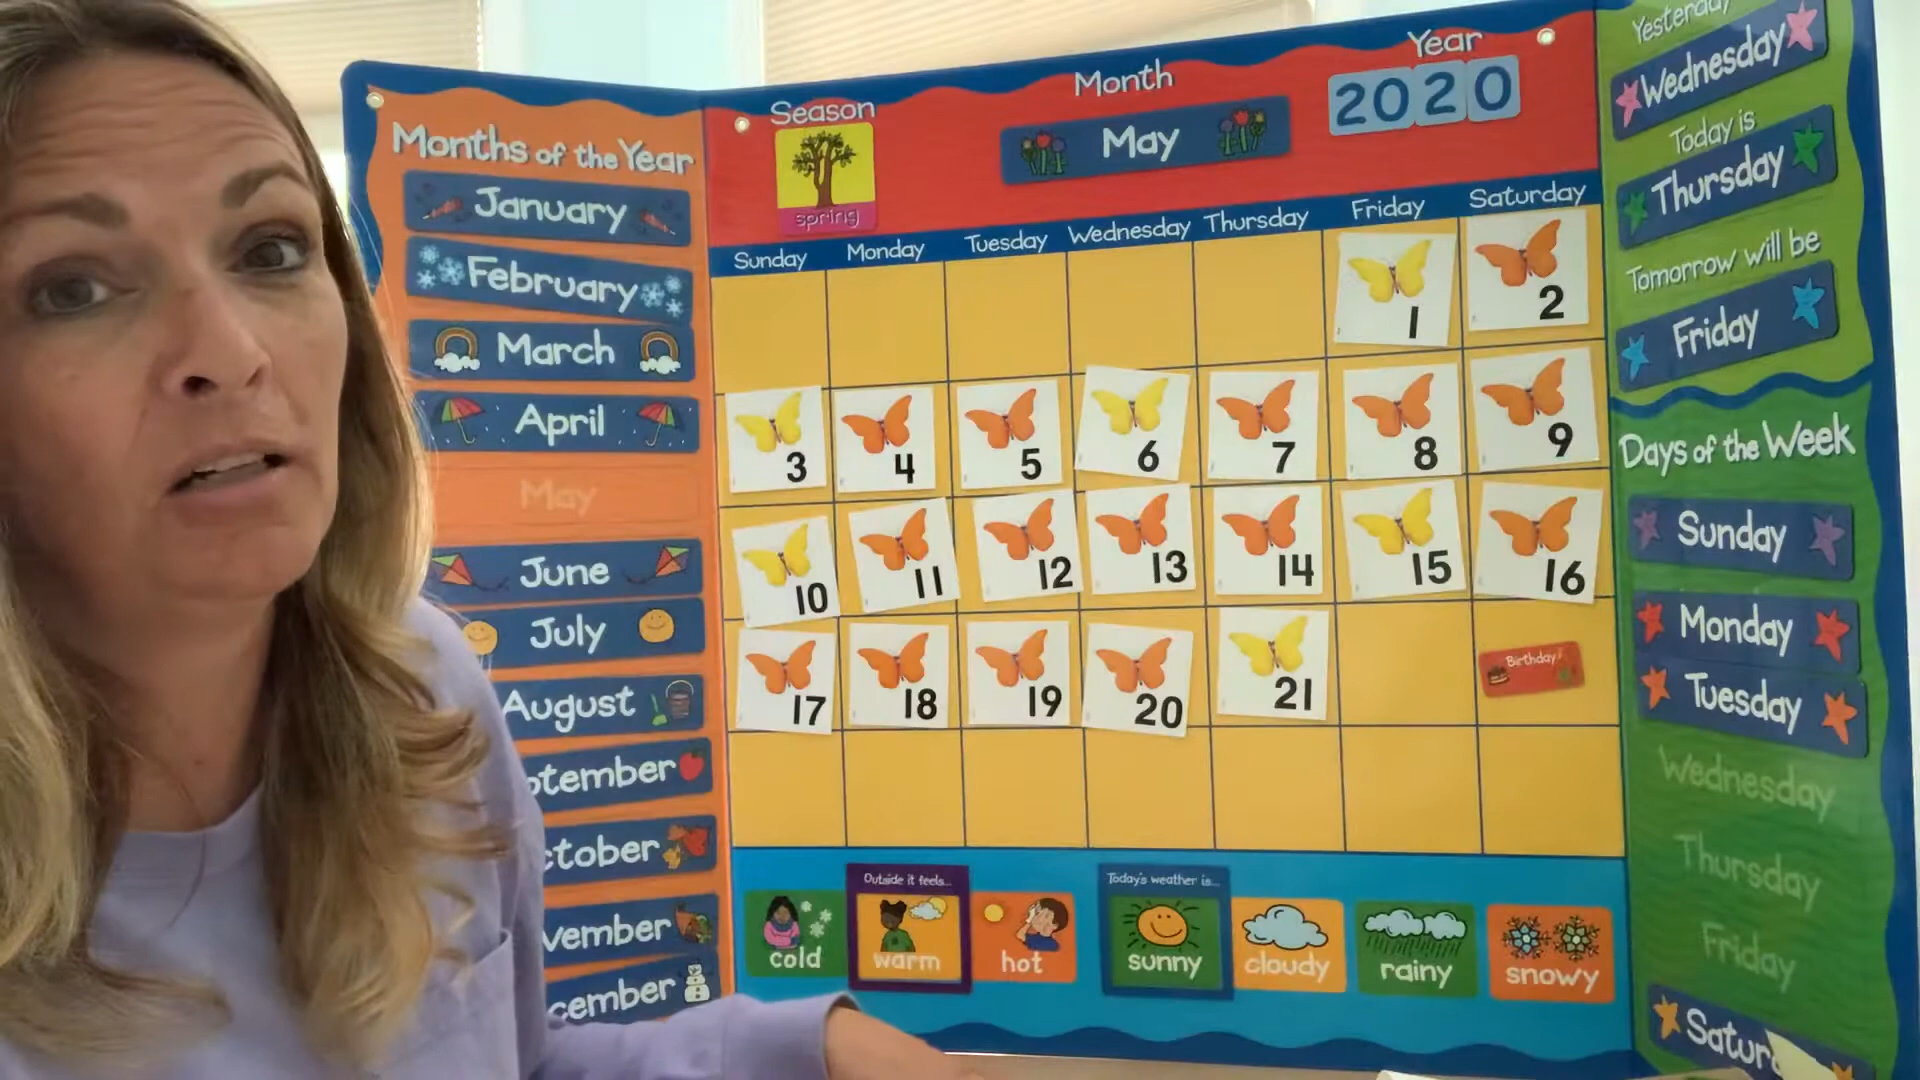 Months of the Year
January
February
March
April
May
June
July
August
ptember
ctober
vember
cember
Season
spring
Month
May
Year
2020
Sunday Monday Tuesday Wednesday Thursday Friday Saturday
1 2
3 4 5 6 7 8 9
10 11 12 13 14 15 16
17 18 19 20 21 Birthday
Outside it feels...
cold warm hot
Today's weather is...
sunny cloudy rainy snowy
Yesterday
Wednesday
Today is
Thursday
Tomorrow will be
Friday
Days of the Week
Sunday
Monday
Tuesday
Wednesday
Thursday
Friday
Satur